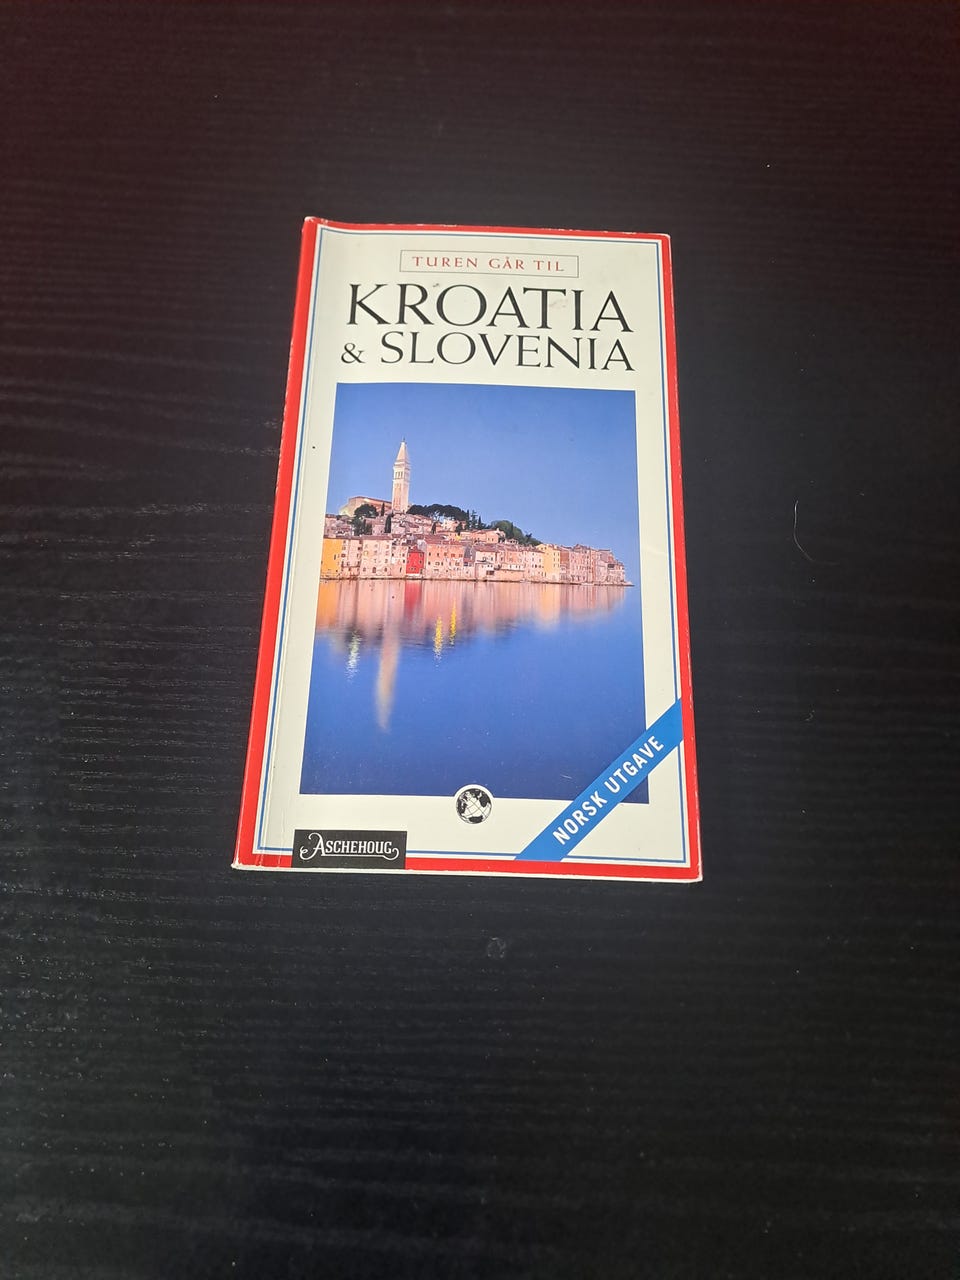 TUREN GÅR TIL
KROATIA
& SLOVENIA
NORSK UTGAVE
ASCHEHOUG